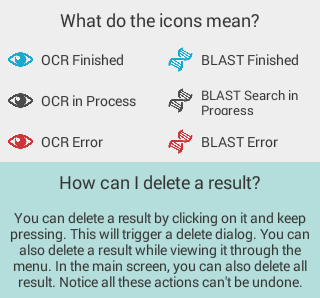 What do the icons mean?
OCR Finished
BLAST Finished
OCR in Process
BLAST Search in
Progress
OCR Error
BLAST Error
How can I delete a result?
You can delete a result by clicking on it and keep
pressing. This will trigger a delete dialog. You can
also delete a result while viewing it through the
menu. In the main screen, you can also delete all
result. Notice all these actions can't be undone.